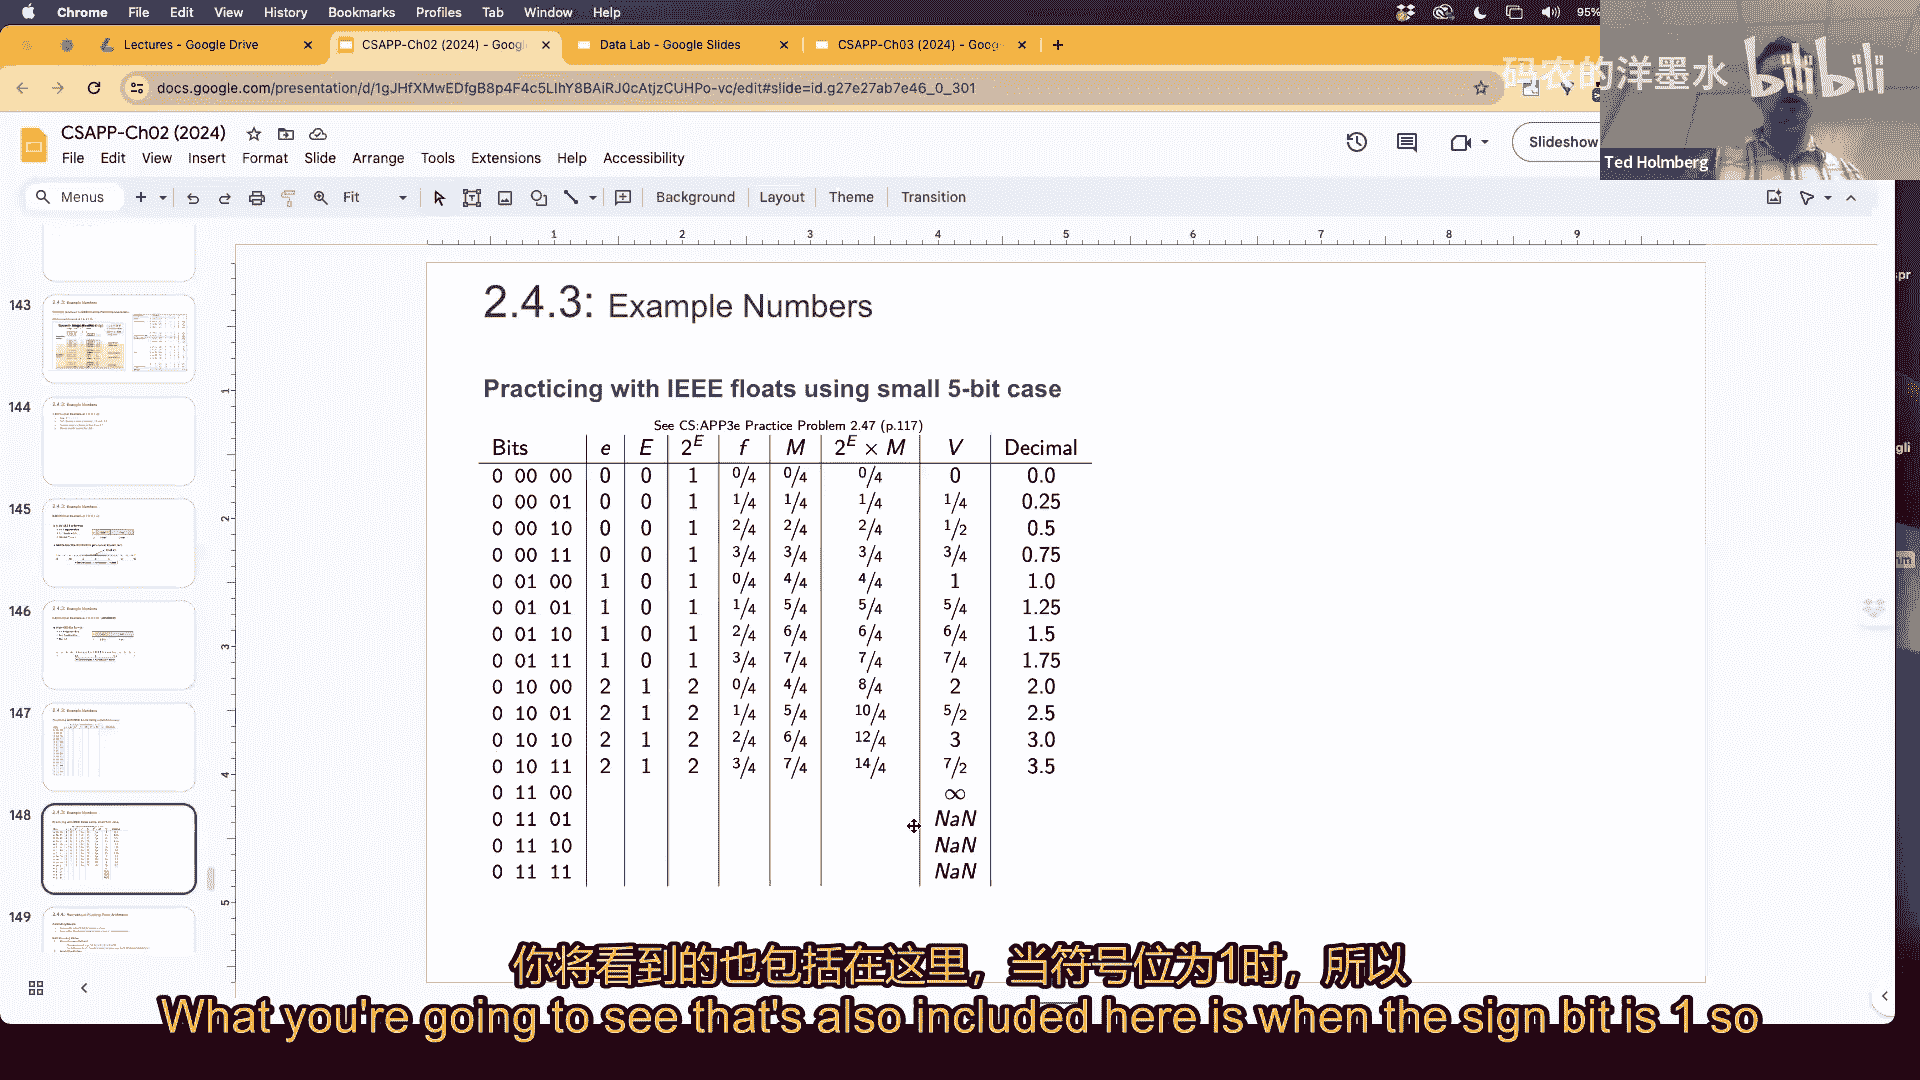 Chrome File Edit View History Bookmarks Profiles Tab Window Help 95%
Lectures - Google Drive
CSAPP-Ch02 (2024) - Googl
Data Lab - Google Slides
CSAPP-Ch03 (2024) - Goog
docs.google.com/presentation/d/1gJHfXMwEDfgB8p4F4c5LlhY8BAiRJ0cAtjzCUHPo-vc/edit#slide=id.g27e27ab7e46_0_301
码农的洋墨水 bilibili
CSAPP-Ch02 (2024)
File Edit View Insert Format Slide Arrange Tools Extensions Help Accessibility
Slideshow
Ted Holmberg
Menus Fit Background Layout Theme Transition
1 2 3 4 5 6 7 8 9
143
144
145
146
147
148
149
1
2
3
4
5
2.4.3: Example Numbers
Practicing with IEEE floats using small 5-bit case
See CS:APP3e Practice Problem 2.47 (p.117)
Bits e E 2^E f M 2^E × M V Decimal
0 00 00 0 0 1 0/4 0/4 0/4 0 0.0
0 00 01 0 0 1 1/4 1/4 1/4 1/4 0.25
0 00 10 0 0 1 2/4 2/4 2/4 1/2 0.5
0 00 11 0 0 1 3/4 3/4 3/4 3/4 0.75
0 01 00 1 0 1 0/4 4/4 4/4 1 1.0
0 01 01 1 0 1 1/4 5/4 5/4 5/4 1.25
0 01 10 1 0 1 2/4 6/4 6/4 6/4 1.5
0 01 11 1 0 1 3/4 7/4 7/4 7/4 1.75
0 10 00 2 1 2 0/4 4/4 8/4 2 2.0
0 10 01 2 1 2 1/4 5/4 10/4 5/2 2.5
0 10 10 2 1 2 2/4 6/4 12/4 3 3.0
0 10 11 2 1 2 3/4 7/4 14/4 7/2 3.5
0 11 00 ∞
0 11 01 NaN
0 11 10 NaN
0 11 11 NaN
你将看到的也包括在这里，当符号位为1时，所以
What you're going to see that's also included here is when the sign bit is 1 so